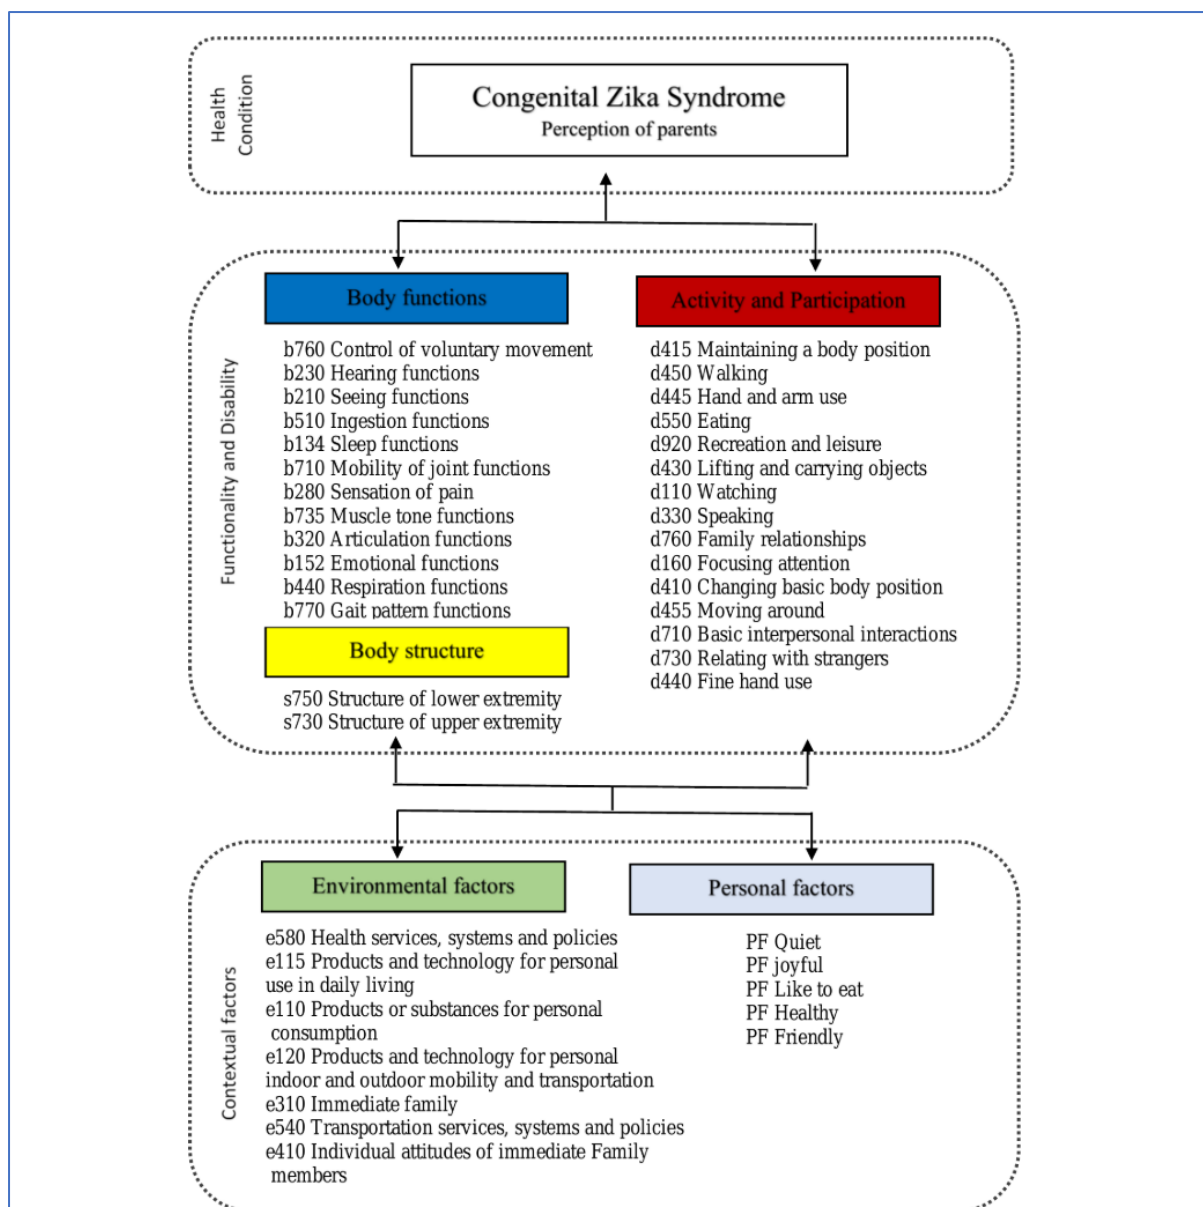 Health
Condition
Congenital Zika Syndrome
Perception of parents
Functionality and Disability
Body functions
b760 Control of voluntary movement
b230 Hearing functions
b210 Seeing functions
b510 Ingestion functions
b134 Sleep functions
b710 Mobility of joint functions
b280 Sensation of pain
b735 Muscle tone functions
b320 Articulation functions
b152 Emotional functions
b440 Respiration functions
b770 Gait pattern functions
Body structure
s750 Structure of lower extremity
s730 Structure of upper extremity
Activity and Participation
d415 Maintaining a body position
d450 Walking
d445 Hand and arm use
d550 Eating
d920 Recreation and leisure
d430 Lifting and carrying objects
d110 Watching
d330 Speaking
d760 Family relationships
d160 Focusing attention
d410 Changing basic body position
d455 Moving around
d710 Basic interpersonal interactions
d730 Relating with strangers
d440 Fine hand use
Contextual factors
Environmental factors
e580 Health services, systems and policies
e115 Products and technology for personal
use in daily living
e110 Products or substances for personal
consumption
e120 Products and technology for personal
indoor and outdoor mobility and transportation
e310 Immediate family
e540 Transportation services, systems and policies
e410 Individual attitudes of immediate Family
members
Personal factors
PF Quiet
PF joyful
PF Like to eat
PF Healthy
PF Friendly